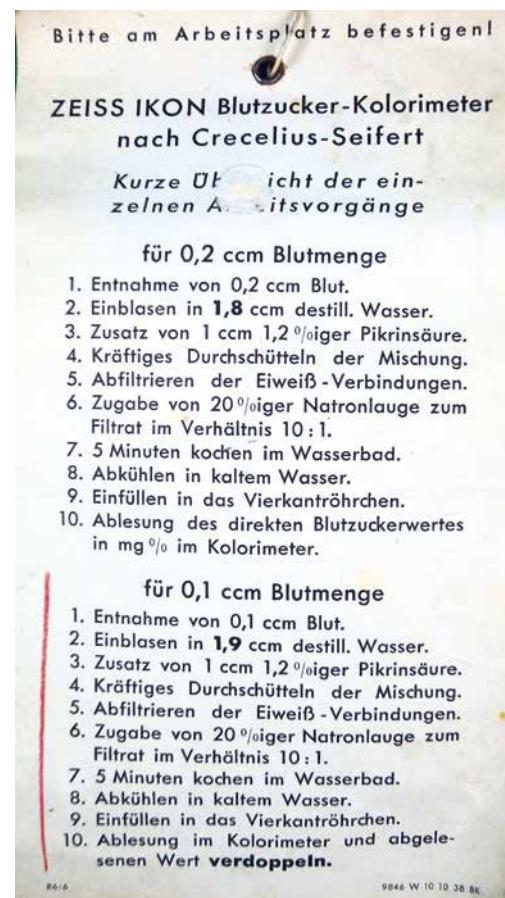 Bitte am Arbeitsplatz befestigen!
ZEISS IKON Blutzucker-Kolorimeter
nach Crecelius-Seifert
Kurze Üb icht der ein-
zelnen A itsvorgänge
für 0,2 ccm Blutmenge
1. Entnahme von 0,2 ccm Blut.
2. Einblasen in 1,8 ccm destill. Wasser.
3. Zusatz von 1 ccm 1,2 %iger Pikrinsäure.
4. Kräftiges Durchschütteln der Mischung.
5. Abfiltrieren der Eiweiß-Verbindungen.
6. Zugabe von 20 %iger Natronlauge zum
Filtrat im Verhältnis 10 : 1.
7. 5 Minuten kochen im Wasserbad.
8. Abkühlen in kaltem Wasser.
9. Einfüllen in das Vierkantröhrchen.
10. Ablesung des direkten Blutzuckerwertes
in mg % im Kolorimeter.
für 0,1 ccm Blutmenge
1. Entnahme von 0,1 ccm Blut.
2. Einblasen in 1,9 ccm destill. Wasser.
3. Zusatz von 1 ccm 1,2 %iger Pikrinsäure.
4. Kräftiges Durchschütteln der Mischung.
5. Abfiltrieren der Eiweiß-Verbindungen.
6. Zugabe von 20 %iger Natronlauge zum
Filtrat im Verhältnis 10 : 1.
7. 5 Minuten kochen im Wasserbad.
8. Abkühlen in kaltem Wasser.
9. Einfüllen in das Vierkantröhrchen.
10. Ablesung im Kolorimeter und abgele-
senen Wert verdoppeln.
9846 W 10 10 38 BK